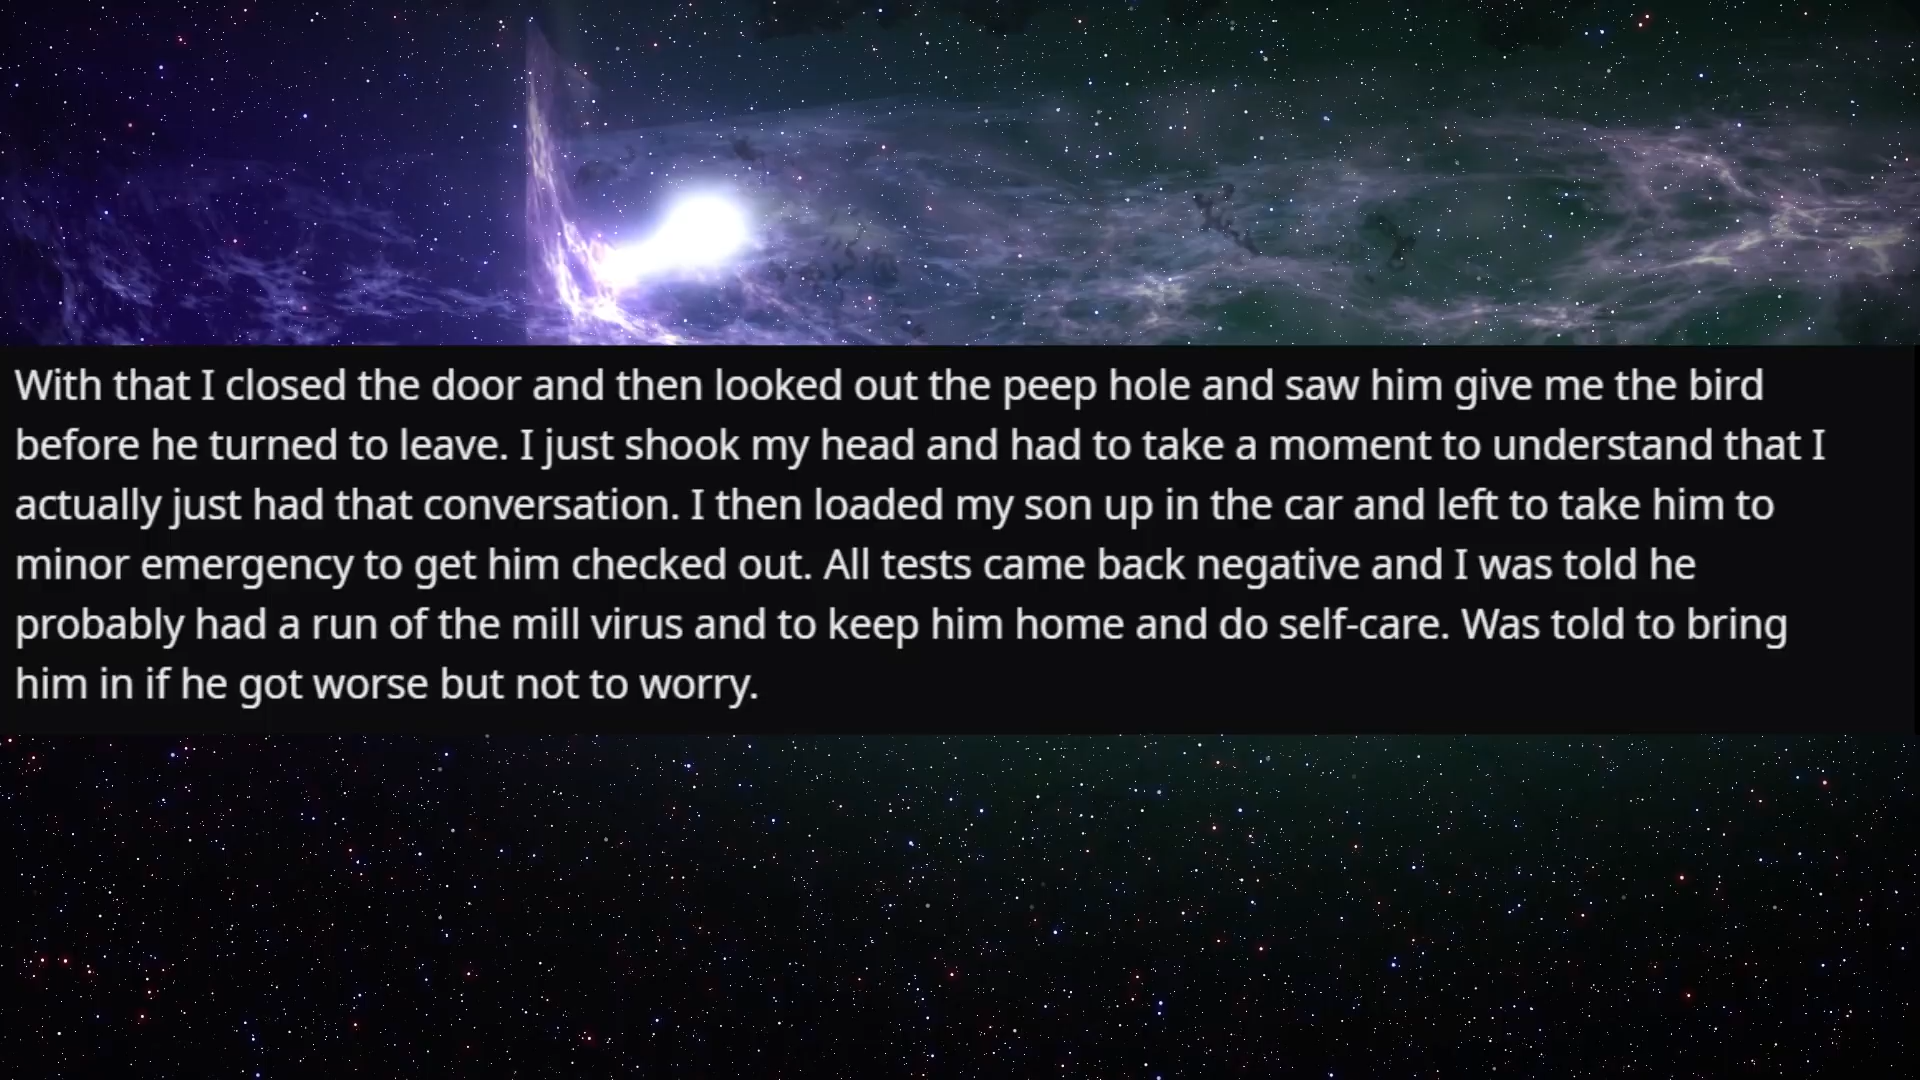 With that I closed the door and then looked out the peep hole and saw him give me the bird
before he turned to leave. I just shook my head and had to take a moment to understand that I
actually just had that conversation. I then loaded my son up in the car and left to take him to
minor emergency to get him checked out. All tests came back negative and I was told he
probably had a run of the mill virus and to keep him home and do self-care. Was told to bring
him in if he got worse but not to worry.